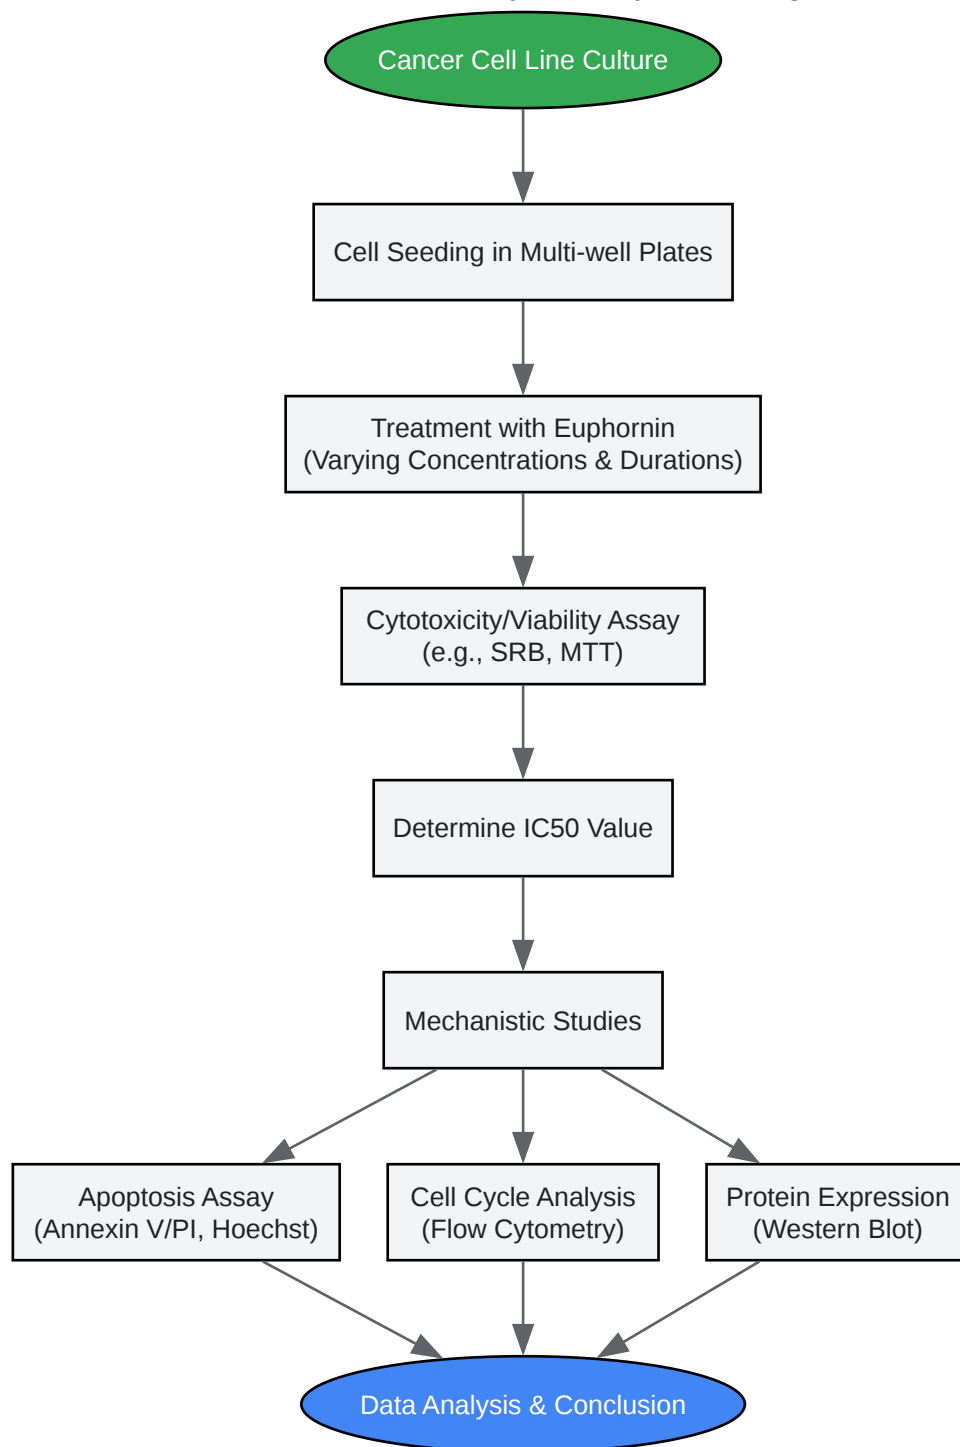 Cancer Cell Line Culture
Cell Seeding in Multi-well Plates
Treatment with Euphornin
(Varying Concentrations & Durations)
Cytotoxicity/Viability Assay
(e.g., SRB, MTT)
Determine IC50 Value
Mechanistic Studies
Apoptosis Assay
(Annexin V/PI, Hoechst)
Cell Cycle Analysis
(Flow Cytometry)
Protein Expression
(Western Blot)
Data Analysis & Conclusion